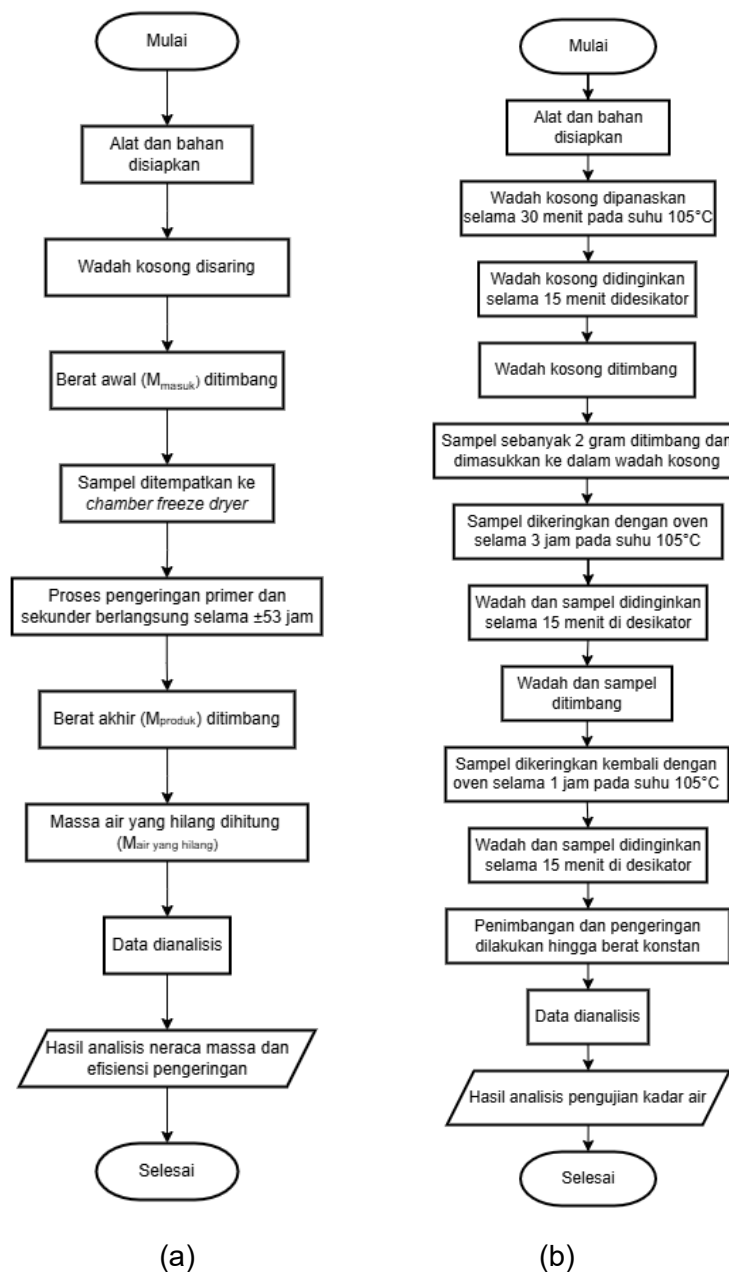 Mulai
Alat dan bahan
disiapkan
Wadah kosong disaring
Berat awal (Mmasuk) ditimbang
Sampel ditempatkan ke
chamber freeze dryer
Proses pengeringan primer dan
sekunder berlangsung selama ±53 jam
Berat akhir (Mproduk) ditimbang
Massa air yang hilang dihitung
(Mair yang hilang)
Data dianalisis
Hasil analisis neraca massa dan
efisiensi pengeringan
Selesai
(a)
Mulai
Alat dan bahan
disiapkan
Wadah kosong dipanaskan
selama 30 menit pada suhu 105°C
Wadah kosong didinginkan
selama 15 menit didesikator
Wadah kosong ditimbang
Sampel sebanyak 2 gram ditimbang dan
dimasukkan ke dalam wadah kosong
Sampel dikeringkan dengan oven
selama 3 jam pada suhu 105°C
Wadah dan sampel didinginkan
selama 15 menit di desikator
Wadah dan sampel
ditimbang
Sampel dikeringkan kembali dengan
oven selama 1 jam pada suhu 105°C
Wadah dan sampel didinginkan
selama 15 menit di desikator
Penimbangan dan pengeringan
dilakukan hingga berat konstan
Data dianalisis
Hasil analisis pengujian kadar air
Selesai
(b)